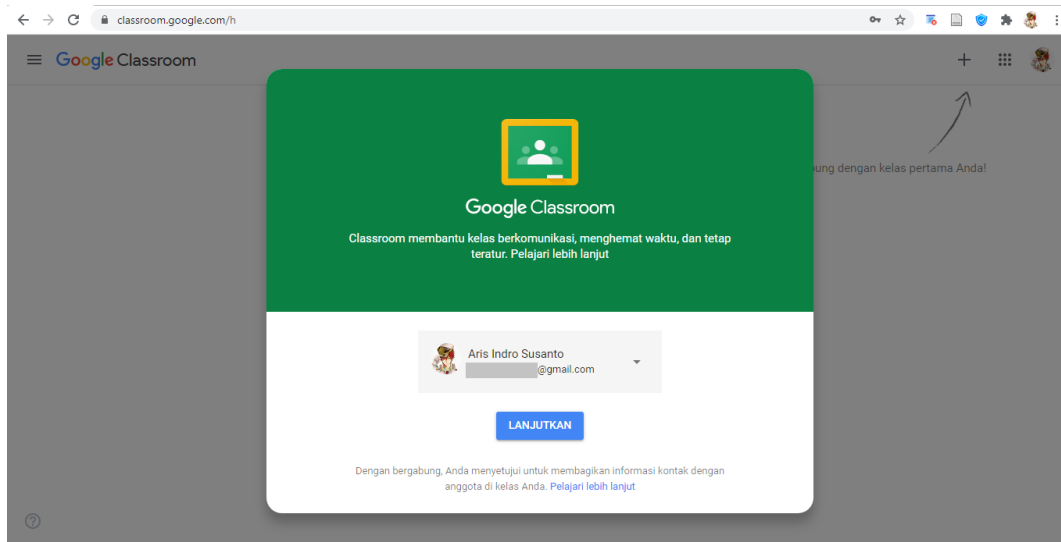 classroom.google.com/h
Google Classroom
ung dengan kelas pertama Anda!
Google Classroom
Classroom membantu kelas berkomunikasi, menghemat waktu, dan tetap
teratur. Pelajari lebih lanjut
Aris Indro Susanto
@gmail.com
LANJUTKAN
Dengan bergabung, Anda menyetujui untuk membagikan informasi kontak dengan
anggota di kelas Anda. Pelajari lebih lanjut